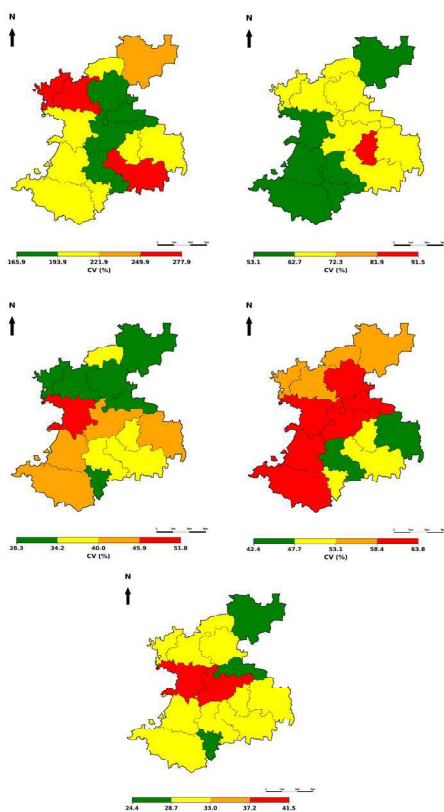 N
N
165.9 193.9 221.9 249.9 277.9
CV (%)
53.1 62.7 72.3 81.9 91.5
CV (%)
N
N
28.3 34.2 40.0 45.9 51.8
CV (%)
42.4 47.7 53.1 58.4 63.8
CV (%)
N
24.4 28.7 33.0 37.2 41.5
CV (%)